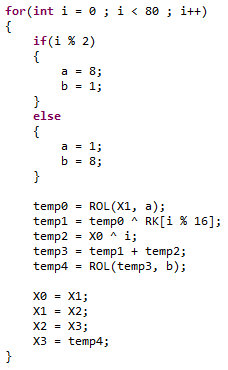 for(int i = 0 ; i < 80 ; i++)
{
    if(i % 2)
    {
        a = 8;
        b = 1;
    }
    else
    {
        a = 1;
        b = 8;
    }

    temp0 = ROL(X1, a);
    temp1 = temp0 ^ RK[i % 16];
    temp2 = X0 ^ i;
    temp3 = temp1 + temp2;
    temp4 = ROL(temp3, b);

    X0 = X1;
    X1 = X2;
    X2 = X3;
    X3 = temp4;
}